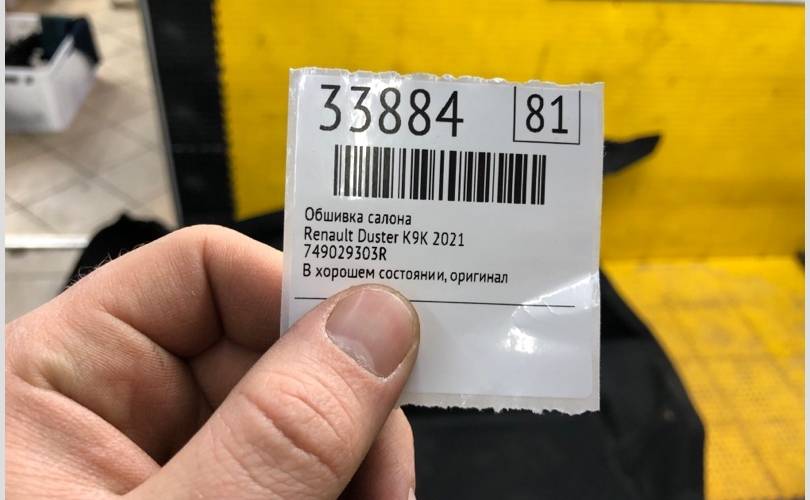 33884 81
Обшивка салона
Renault Duster K9K 2021
749029303R
В хорошем состоянии, оригинал